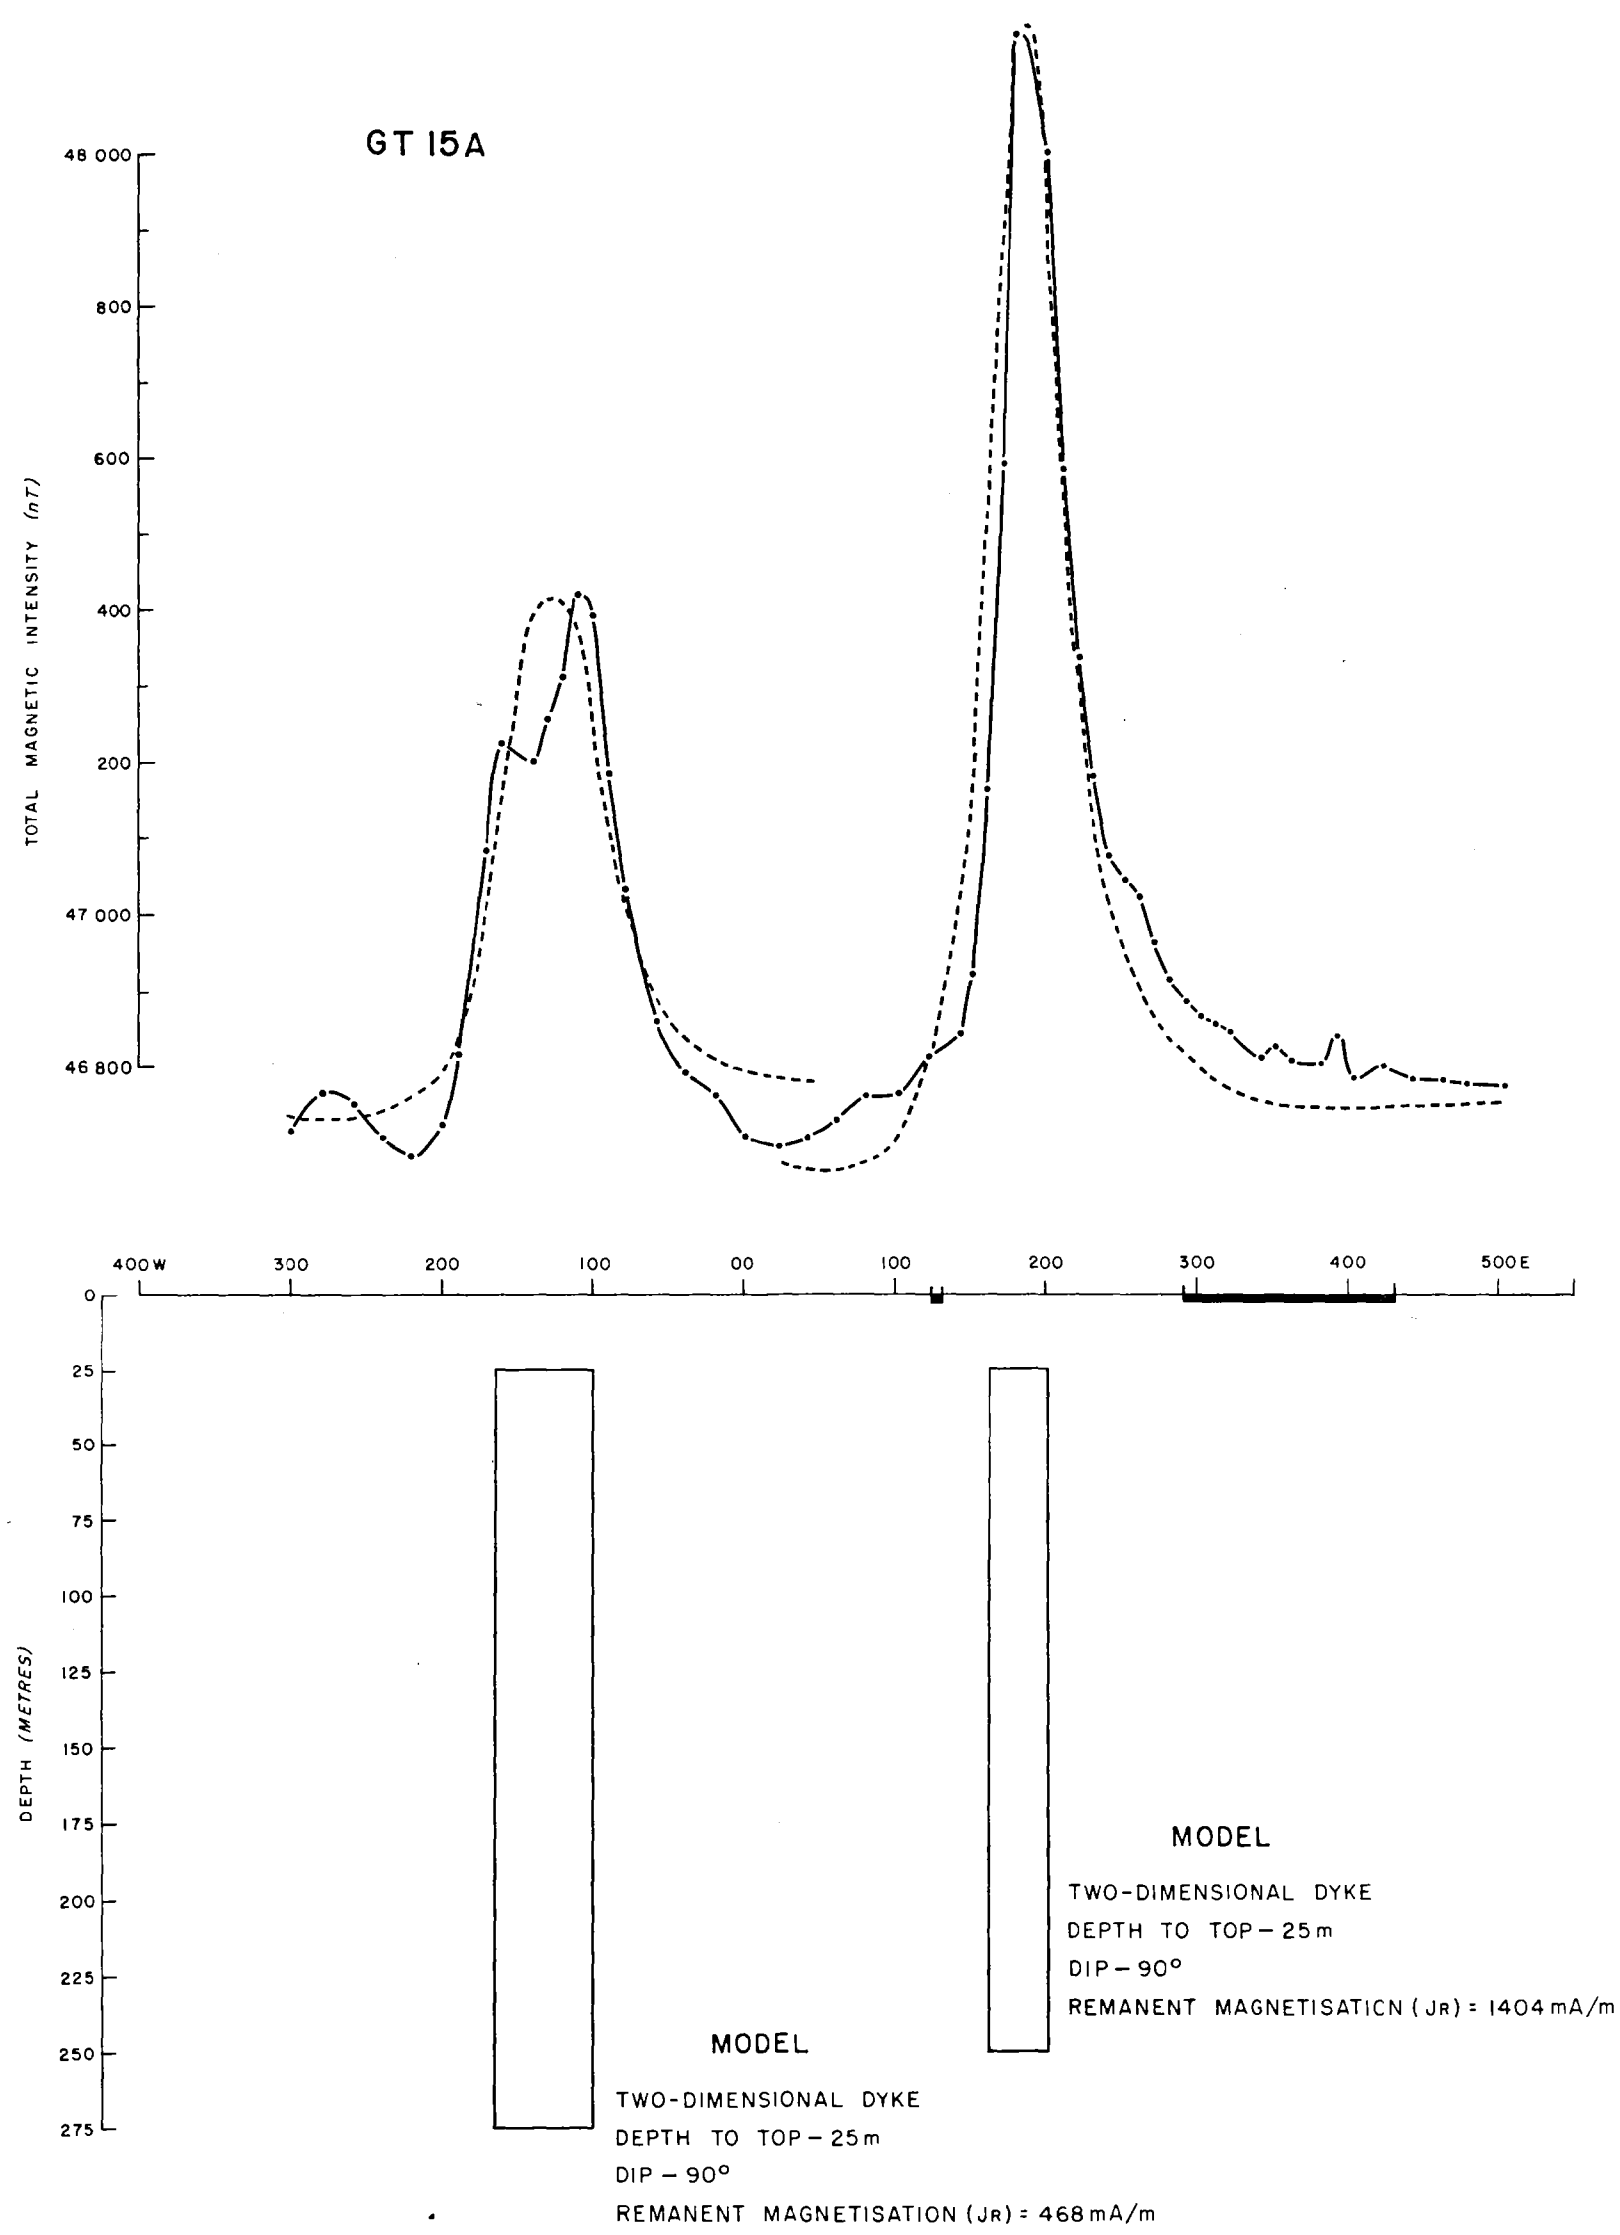 GT 15A
48 000
800
600
400
200
47 000
46 800
TOTAL MAGNETIC INTENSITY (nT)
400W 300 200 100 00 100 200 300 400 500E
0
25
50
75
100
125
150
175
200
225
250
275
DEPTH (METRES)
MODEL
TWO-DIMENSIONAL DYKE
DEPTH TO TOP – 25m
DIP – 90°
REMANENT MAGNETISATICN (JR) = 1404 mA/m
MODEL
TWO-DIMENSIONAL DYKE
DEPTH TO TOP – 25m
DIP – 90°
REMANENT MAGNETISATION (JR) = 468 mA/m